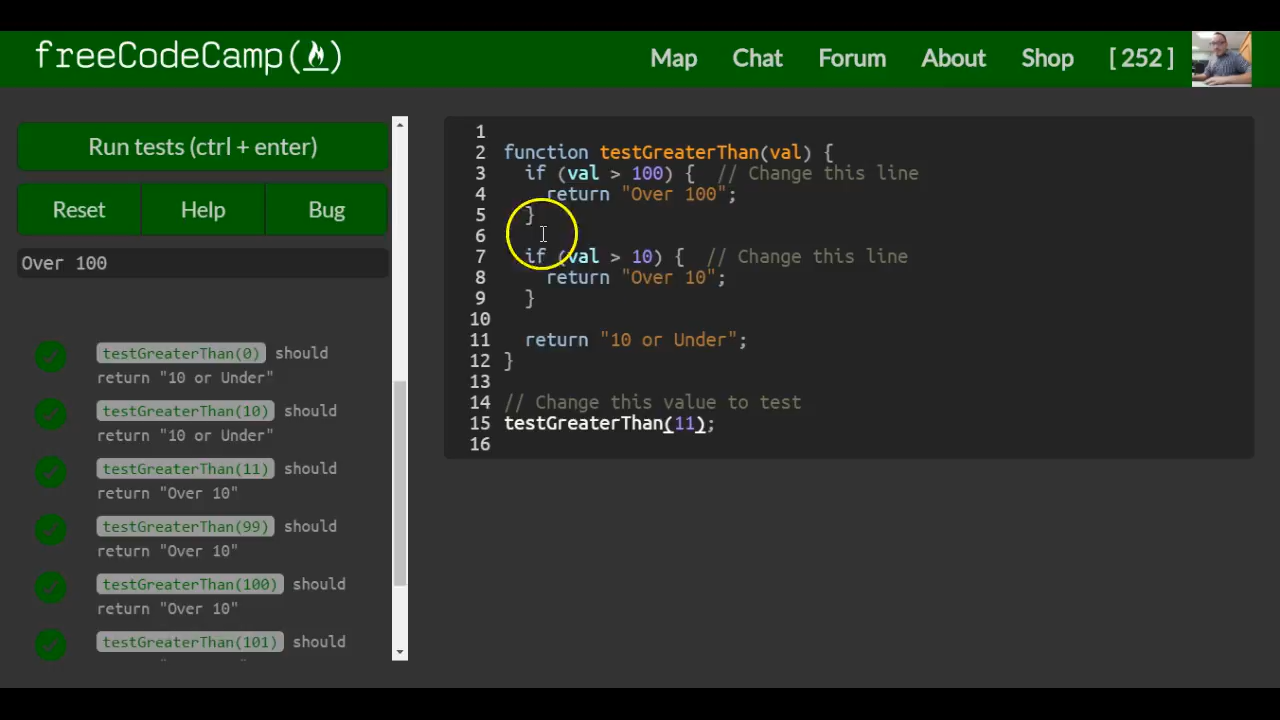 freeCodeCamp(🔥)
Map Chat Forum About Shop [ 252 ]
Run tests (ctrl + enter)
Reset Help Bug
Over 100
testGreaterThan(0) should
return "10 or Under"
testGreaterThan(10) should
return "10 or Under"
testGreaterThan(11) should
return "Over 10"
testGreaterThan(99) should
return "Over 10"
testGreaterThan(100) should
return "Over 10"
testGreaterThan(101) should
1
2 function testGreaterThan(val) {
3 if (val > 100) { // Change this line
4 return "Over 100";
5 }
6
7 if (val > 10) { // Change this line
8 return "Over 10";
9 }
10
11 return "10 or Under";
12 }
13
14 // Change this value to test
15 testGreaterThan(11);
16